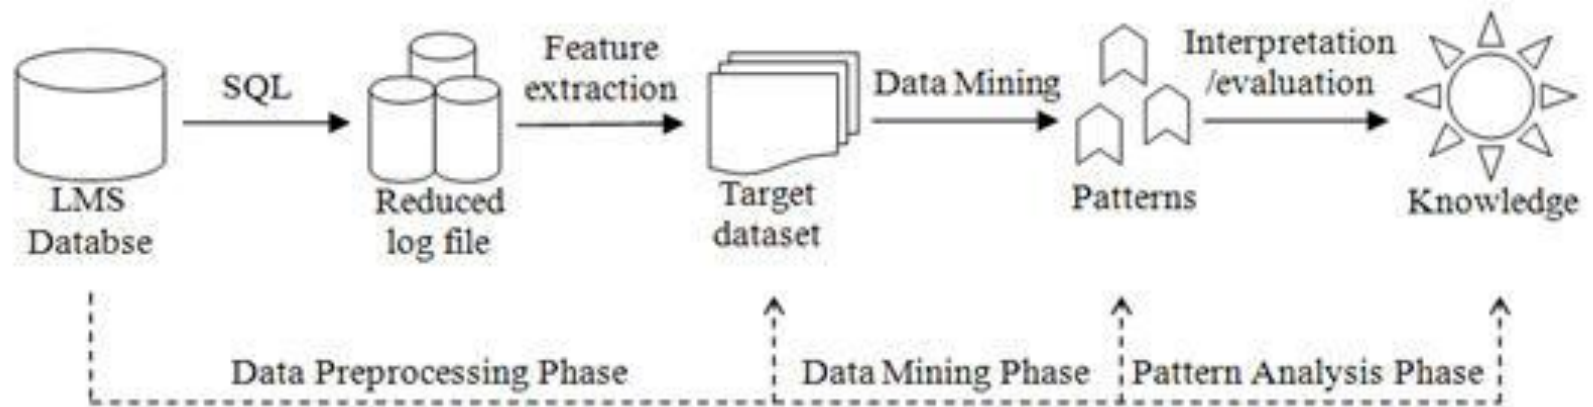 SQL
Feature
extraction
Data Mining
Interpretation
/evaluation
LMS
Databse
Reduced
log file
Target
dataset
Patterns
Knowledge
Data Preprocessing Phase
Data Mining Phase
Pattern Analysis Phase